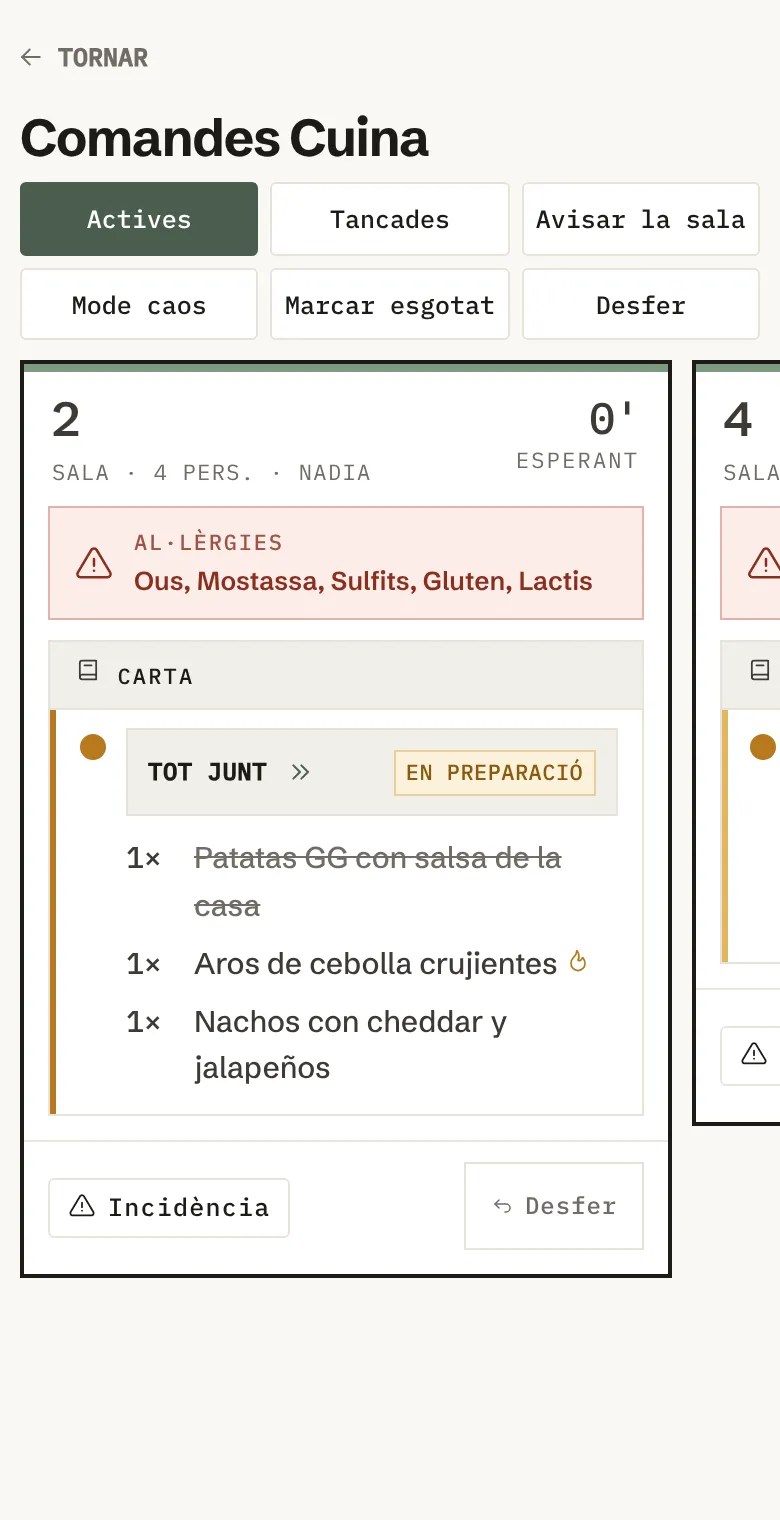 ← TORNAR
Comandes Cuina
Actives
Tancades
Avisar la sala
Mode caos
Marcar esgotat
Desfer
2
0'
SALA · 4 PERS. · NADIA
ESPERANT
AL·LÈRGIES
Ous, Mostassa, Sulfits, Gluten, Lactis
CARTA
TOT JUNT »
EN PREPARACIÓ
1× Patatas GG con salsa de la
casa
1× Aros de cebolla crujientes
1× Nachos con cheddar y
jalapeños
Incidència
Desfer
4
SALA